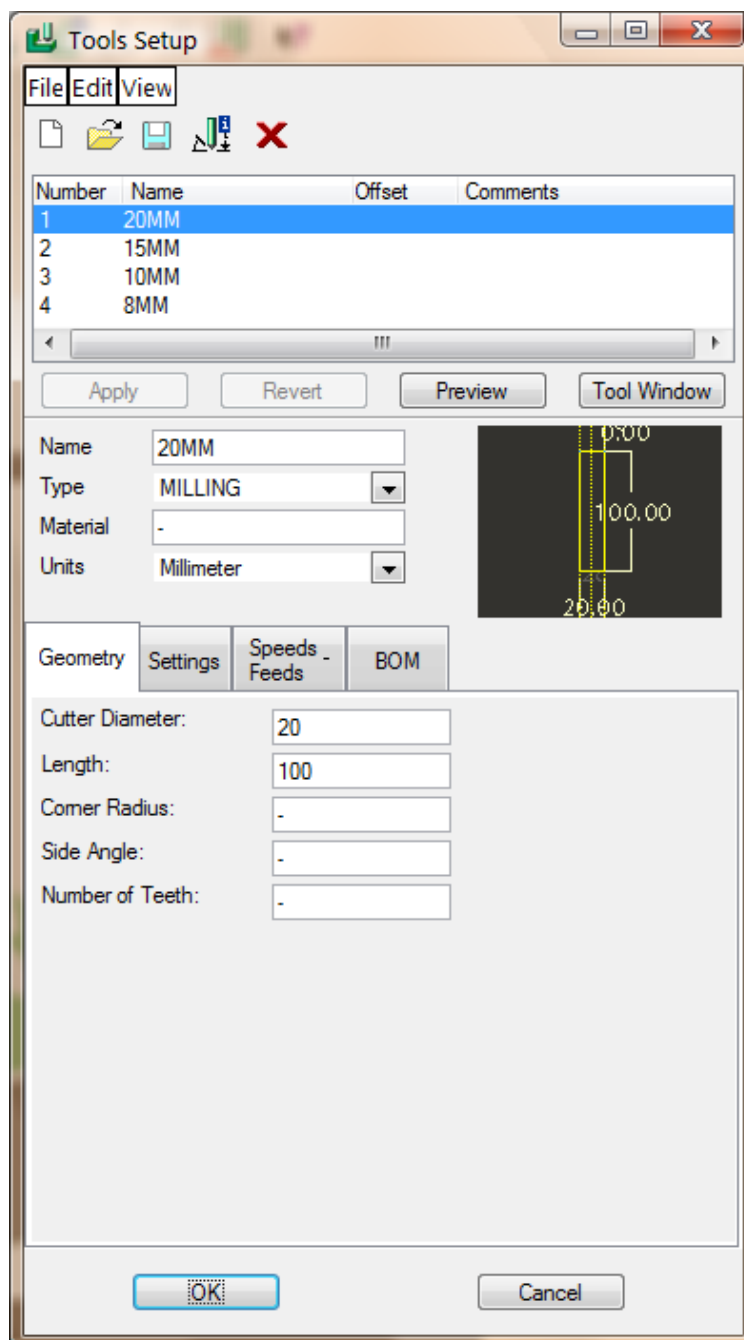 Tools Setup
File Edit View
Number Name Offset Comments
1 20MM
2 15MM
3 10MM
4 8MM
Apply Revert Preview Tool Window
Name 20MM
Type MILLING
Material -
Units Millimeter
0.00
100.00
20.00
Geometry Settings Speeds - Feeds BOM
Cutter Diameter: 20
Length: 100
Corner Radius: -
Side Angle: -
Number of Teeth: -
OK Cancel